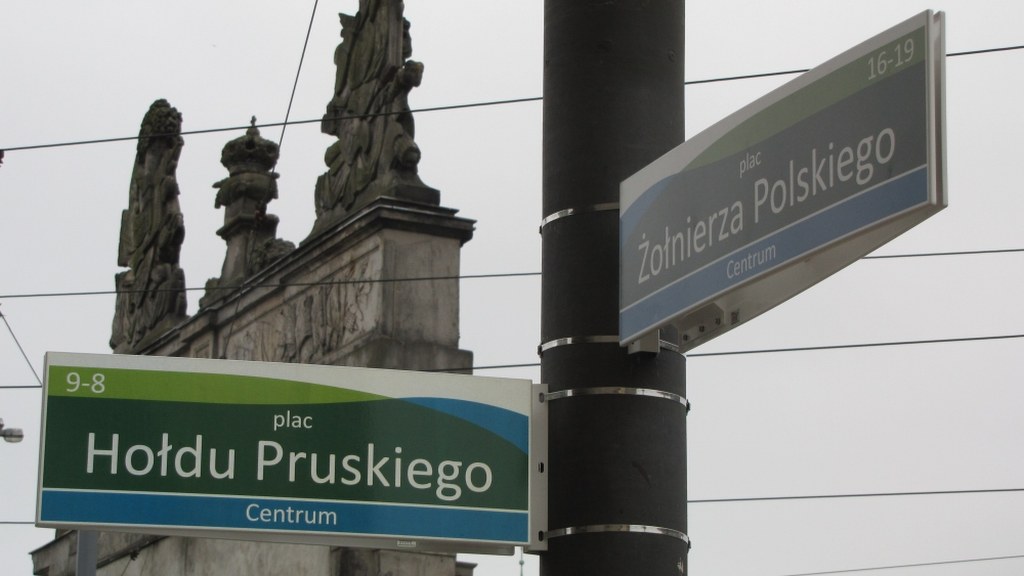 9-8
plac
Hołdu Pruskiego
Centrum
16-19
plac
Żołnierza Polskiego
Centrum